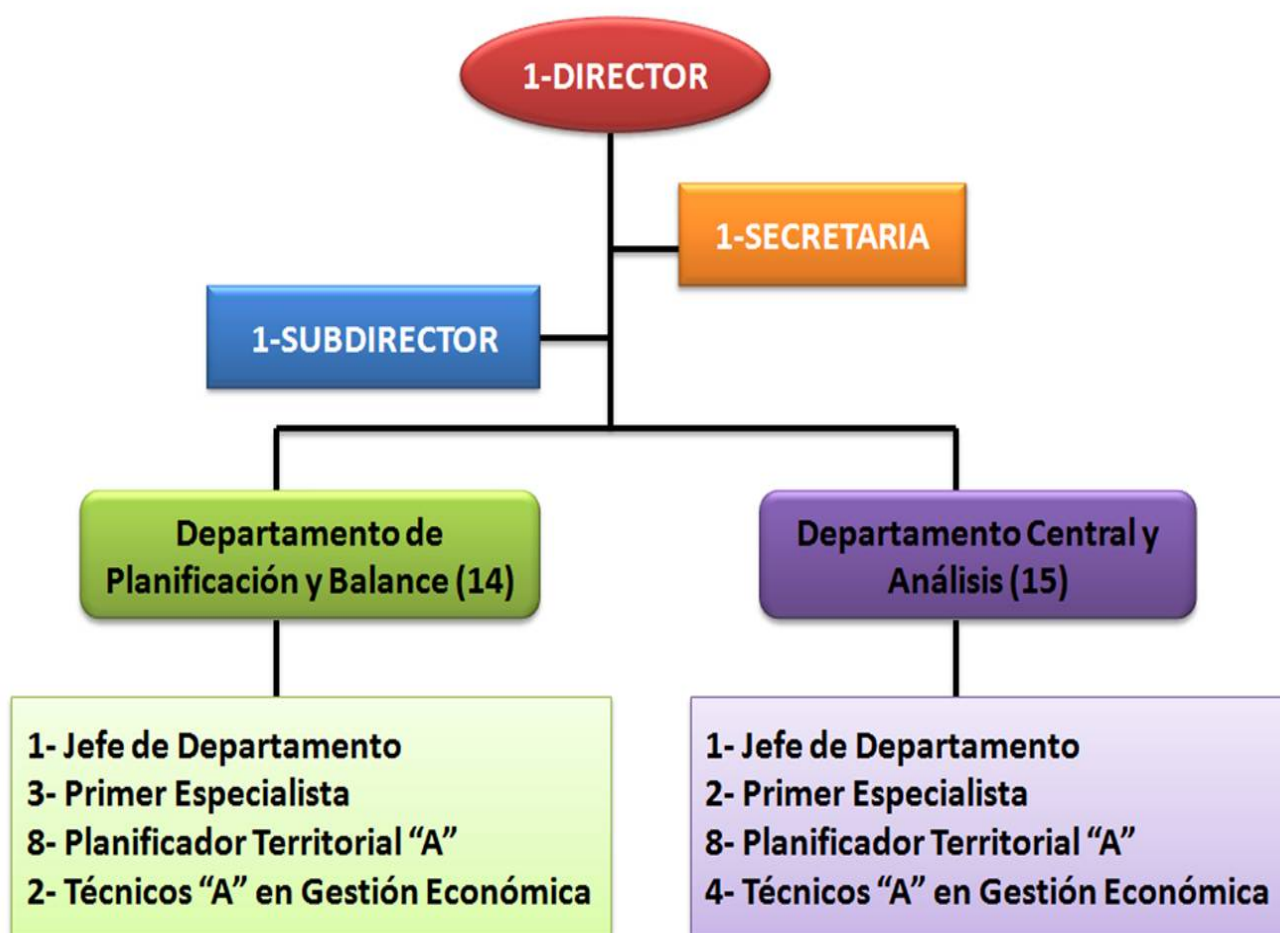 1-DIRECTOR
1-SECRETARIA
1-SUBDIRECTOR
Departamento de
Planificación y Balance (14)
Departamento Central y
Análisis (15)
1- Jefe de Departamento
3- Primer Especialista
8- Planificador Territorial “A”
2- Técnicos “A” en Gestión Económica
1- Jefe de Departamento
2- Primer Especialista
8- Planificador Territorial “A”
4- Técnicos “A” en Gestión Económica